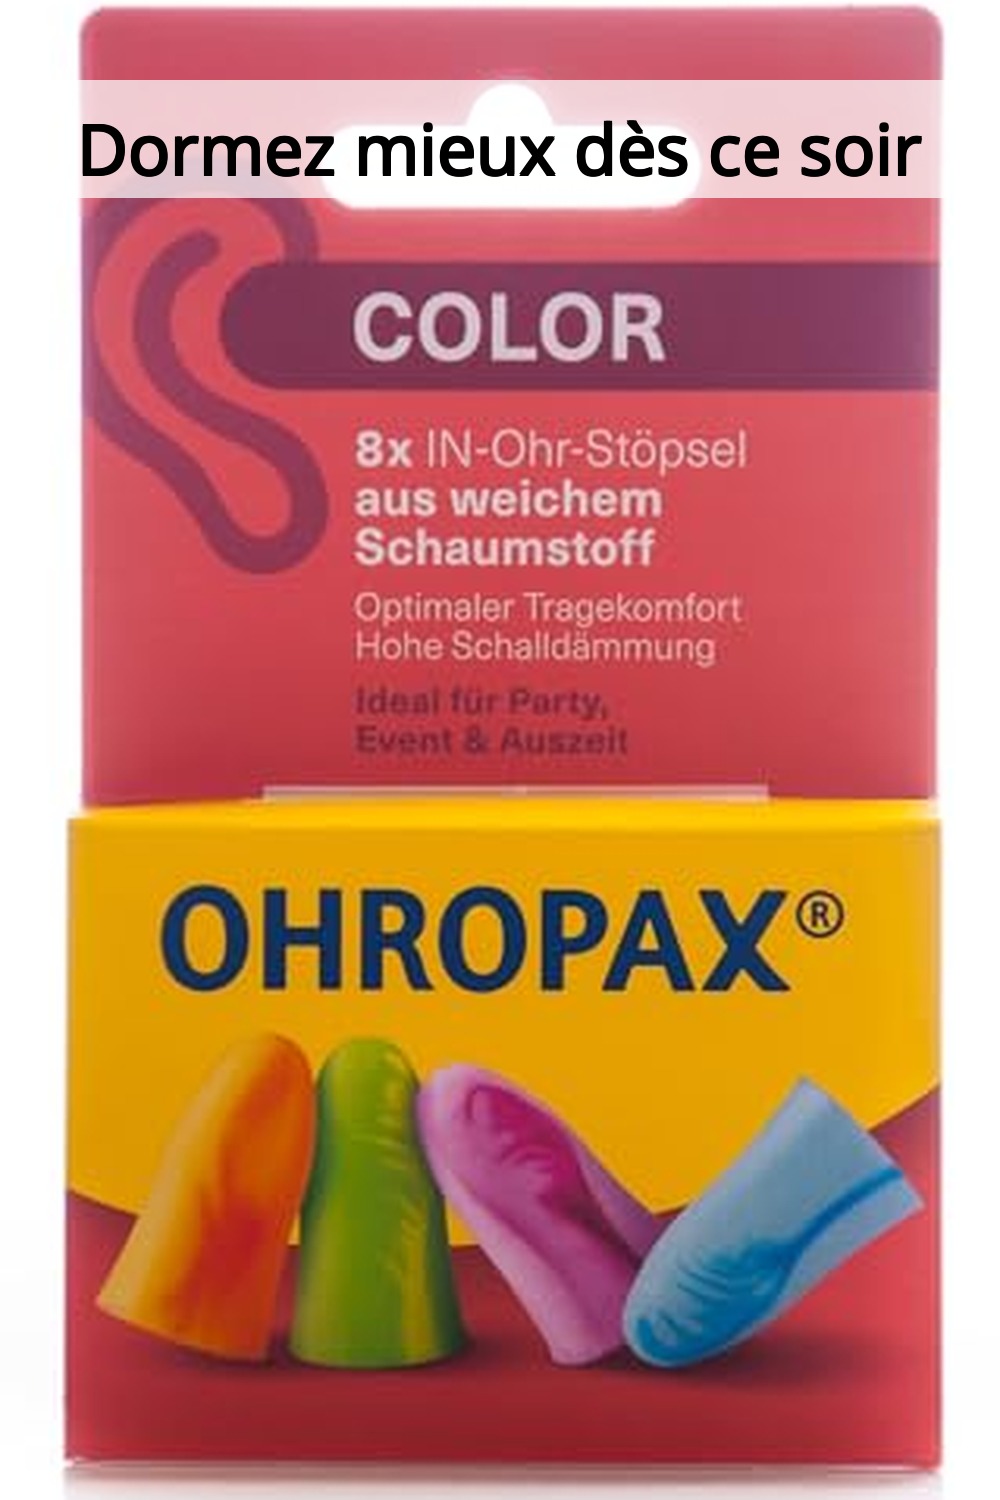 Dormez mieux dès ce soir
COLOR
8x IN-Ohr-Stöpsel
aus weichem
Schaumstoff
Optimaler Tragekomfort
Hohe Schalldämmung
Ideal für Party,
Event & Auszeit
OHROPAX®